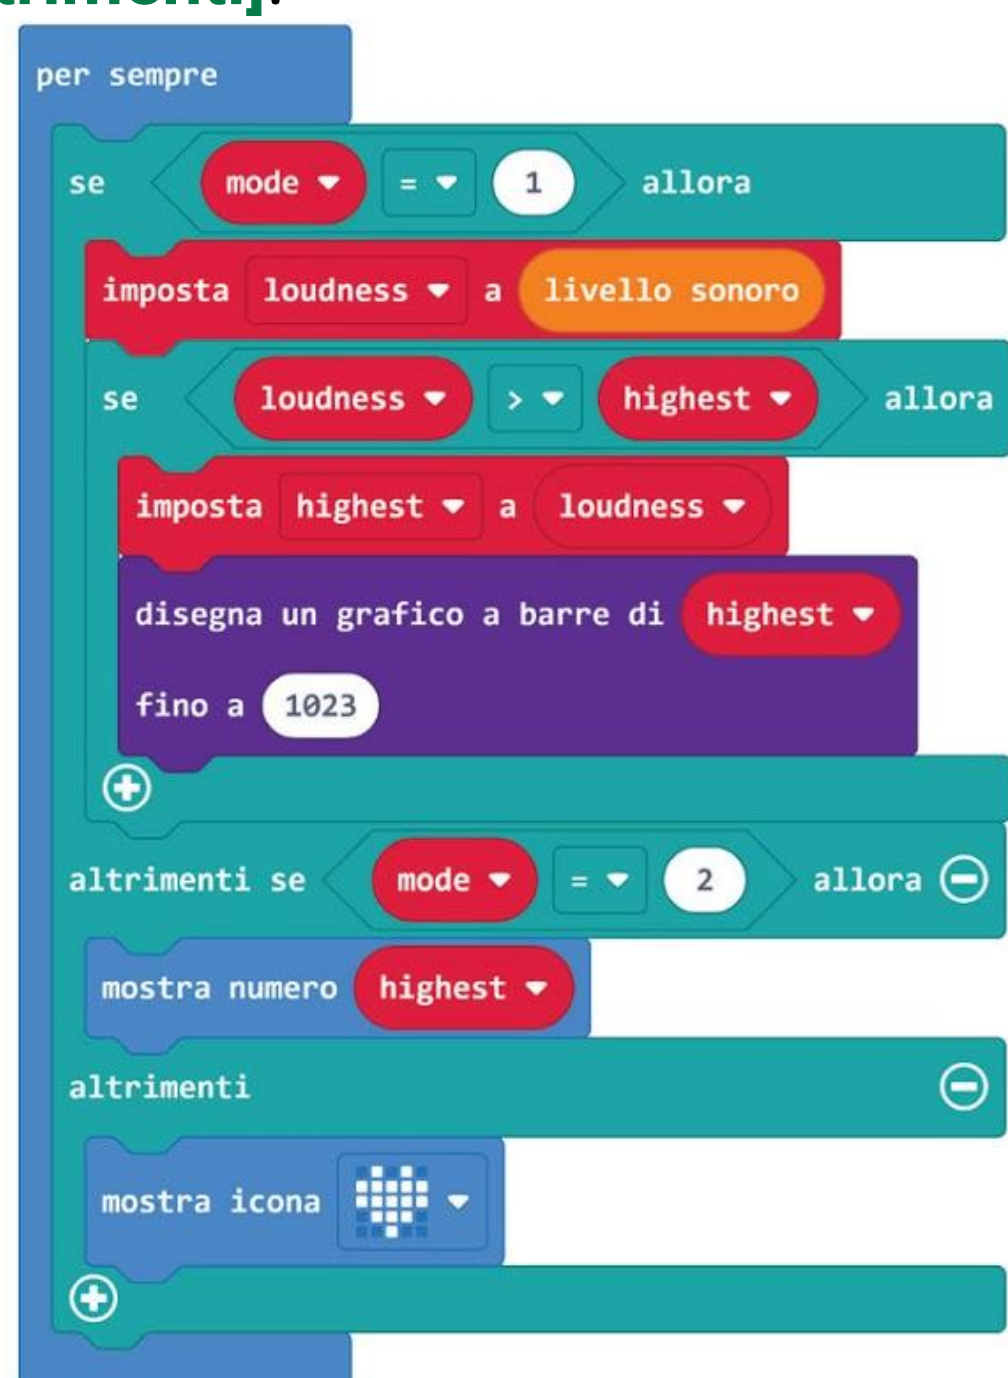 trimenti].
per sempre
se mode = 1 allora
imposta loudness a livello sonoro
se loudness > highest allora
imposta highest a loudness
disegna un grafico a barre di highest
fino a 1023
altrimenti se mode = 2 allora
mostra numero highest
altrimenti
mostra icona